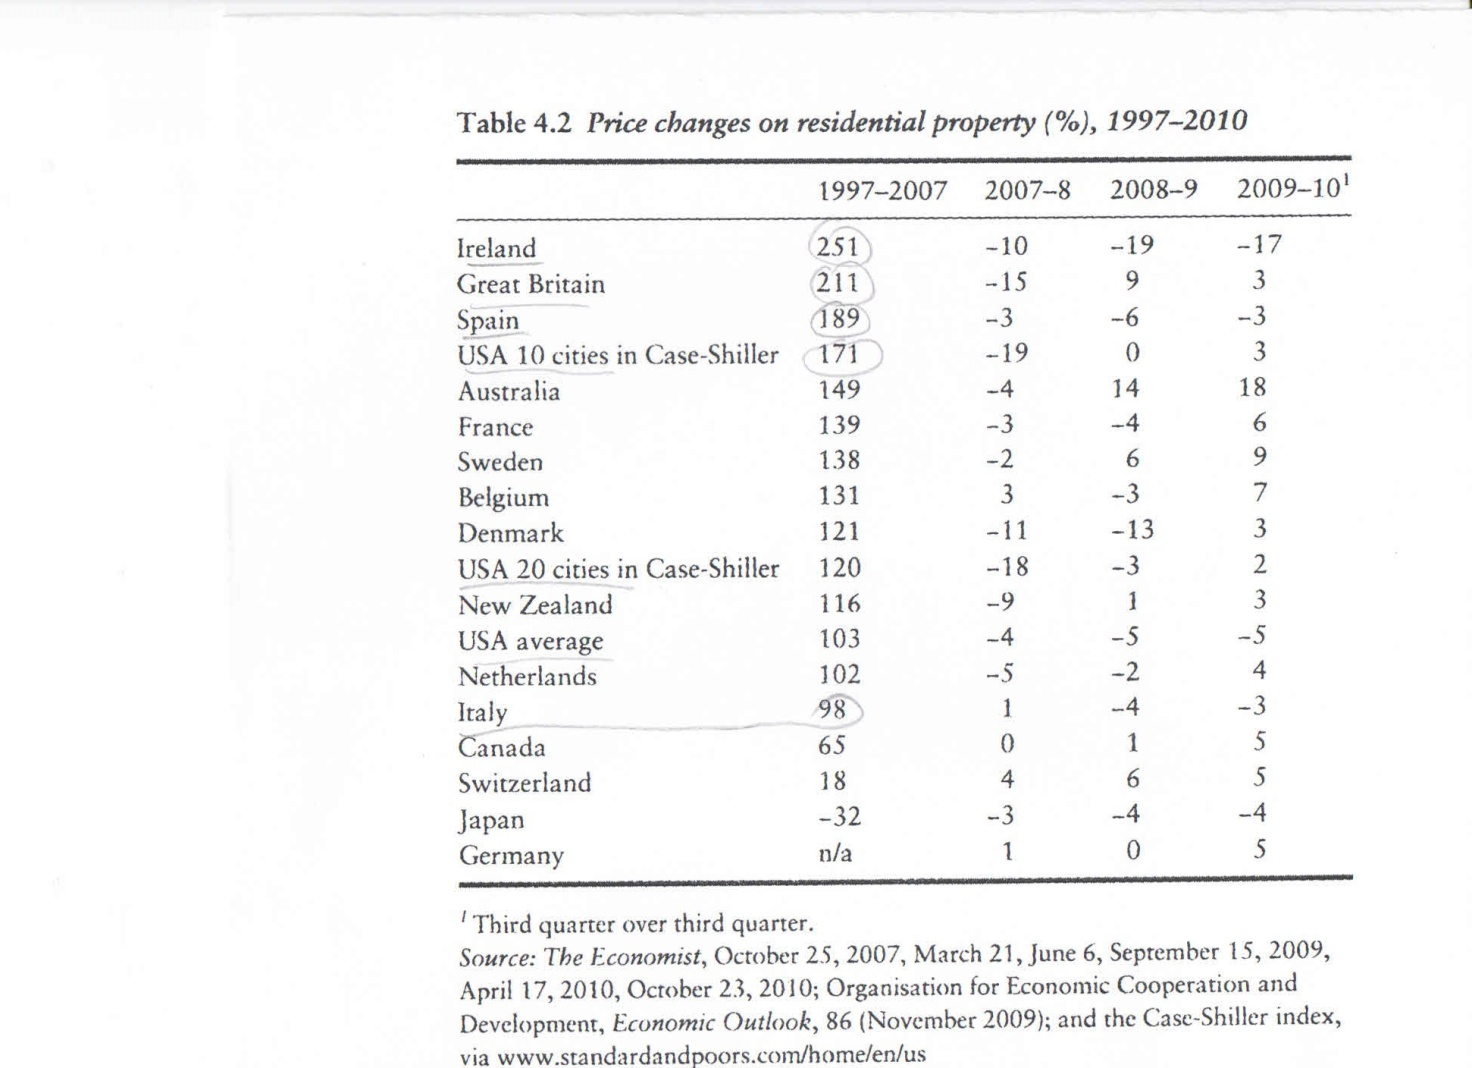 Table 4.2 Price changes on residential property (%), 1997–2010
1997–2007 2007–8 2008–9 2009–10¹
Ireland 251 –10 –19 –17
Great Britain 211 –15 9 3
Spain 189 –3 –6 –3
USA 10 cities in Case-Shiller 171 –19 0 3
Australia 149 –4 14 18
France 139 –3 –4 6
Sweden 138 –2 6 9
Belgium 131 3 –3 7
Denmark 121 –11 –13 3
USA 20 cities in Case-Shiller 120 –18 –3 2
New Zealand 116 –9 1 3
USA average 103 –4 –5 –5
Netherlands 102 –5 –2 4
Italy 98 1 –4 –3
Canada 65 0 1 5
Switzerland 18 4 6 5
Japan –32 –3 –4 –4
Germany n/a 1 0 5
¹ Third quarter over third quarter.
Source: The Economist, October 25, 2007, March 21, June 6, September 15, 2009,
April 17, 2010, October 23, 2010; Organisation for Economic Cooperation and
Development, Economic Outlook, 86 (November 2009); and the Case-Shiller index,
via www.standardandpoors.com/home/en/us